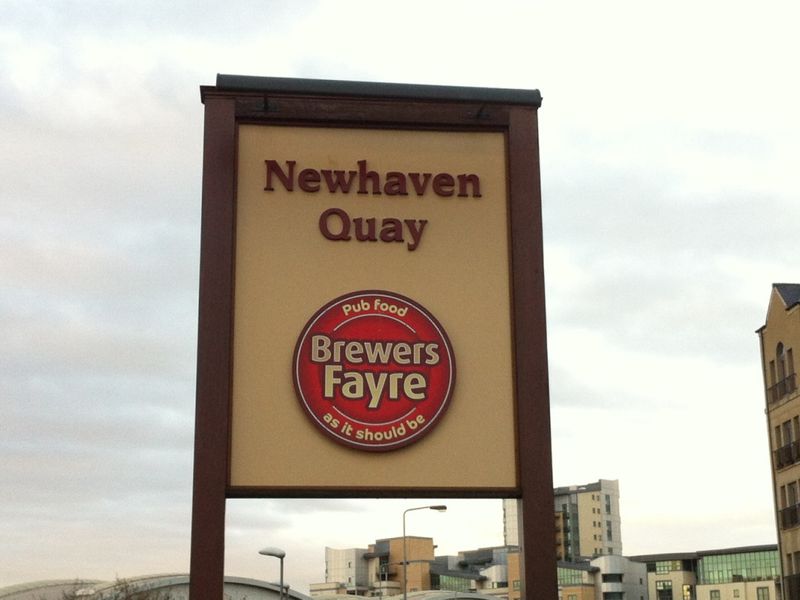 Newhaven
Quay
Pub food
Brewers
Fayre
as it should be